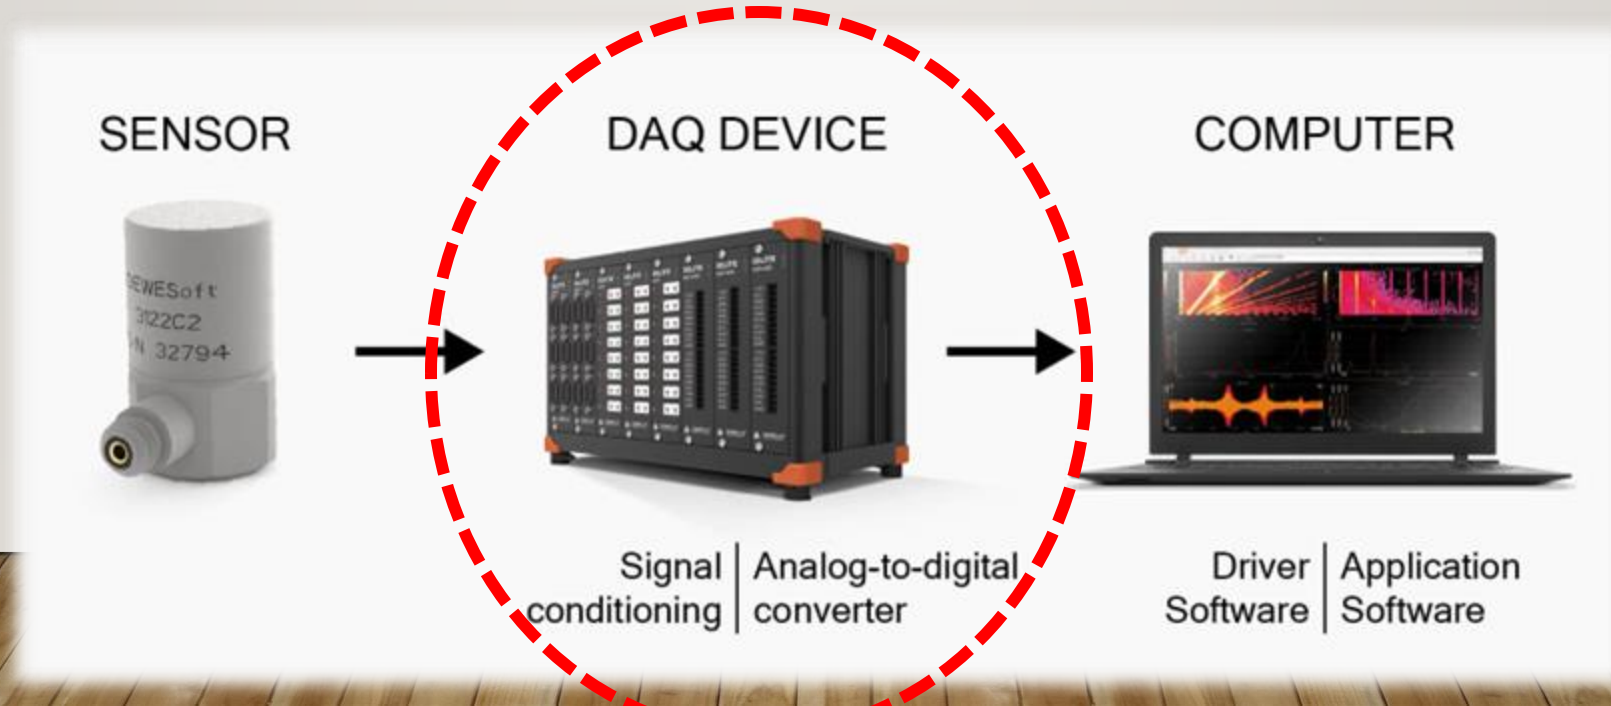 SENSOR
DAQ DEVICE
COMPUTER
DEWESoft
3122C2
N 32794
Signal
conditioning
Analog-to-digital
converter
Driver
Software
Application
Software